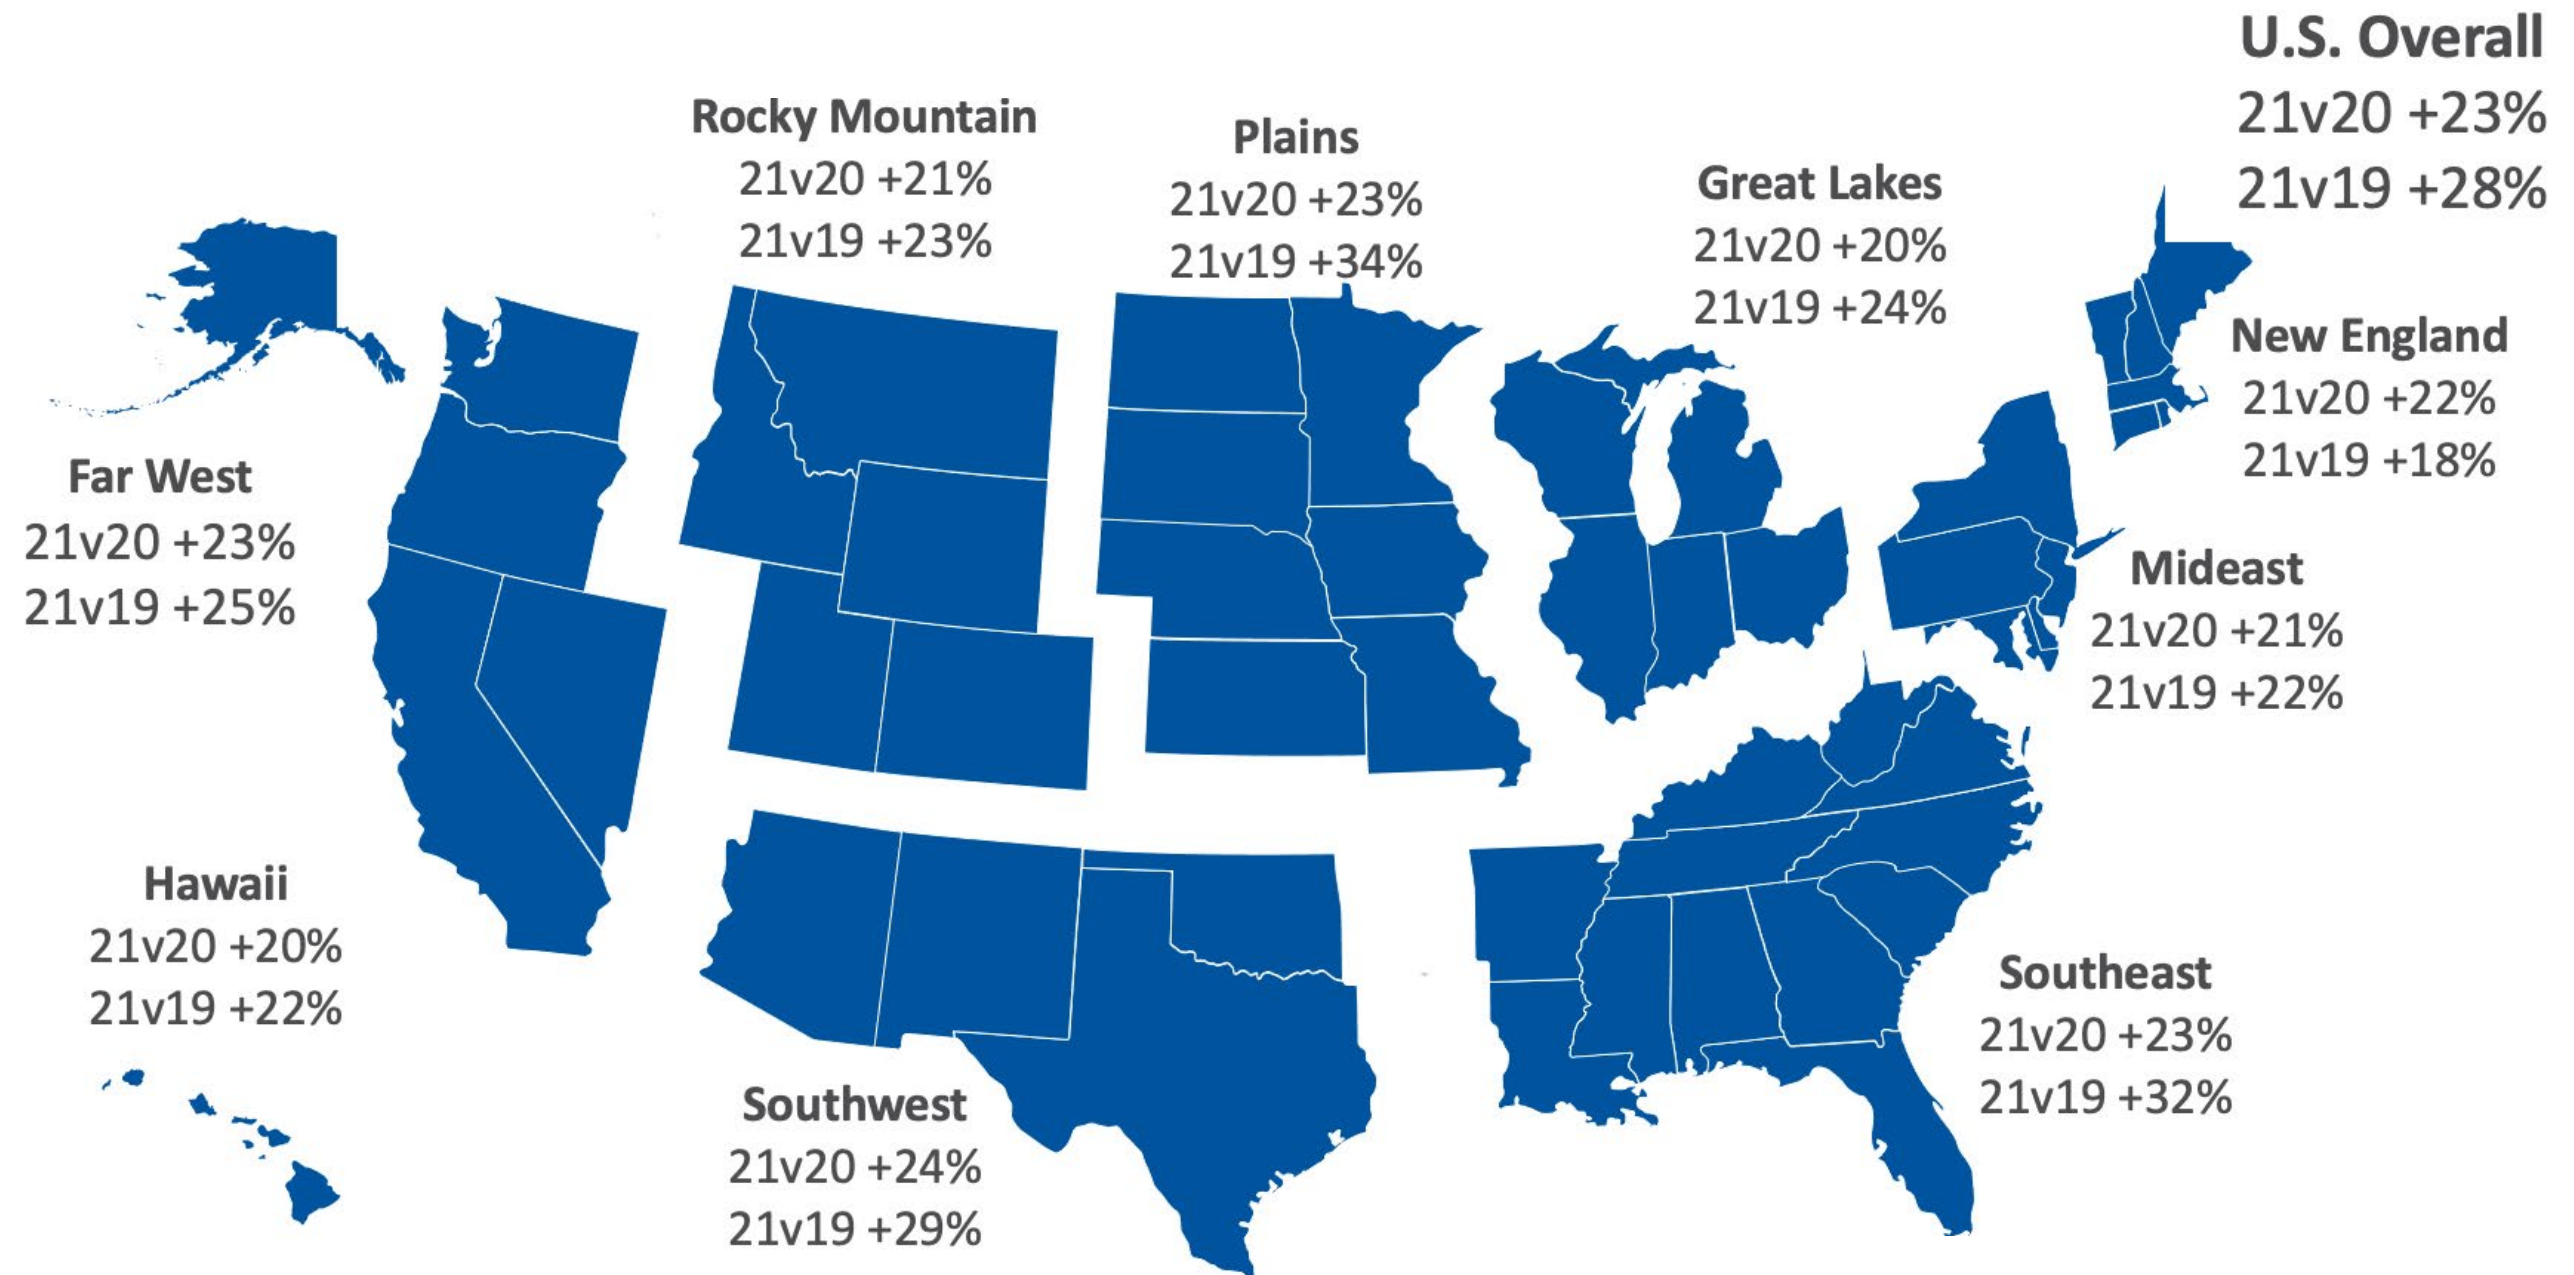 U.S. Overall
21v20 +23%
21v19 +28%
Rocky Mountain
21v20 +21%
21v19 +23%
Plains
21v20 +23%
21v19 +34%
Great Lakes
21v20 +20%
21v19 +24%
New England
21v20 +22%
21v19 +18%
Far West
21v20 +23%
21v19 +25%
Mideast
21v20 +21%
21v19 +22%
Hawaii
21v20 +20%
21v19 +22%
Southwest
21v20 +24%
21v19 +29%
Southeast
21v20 +23%
21v19 +32%